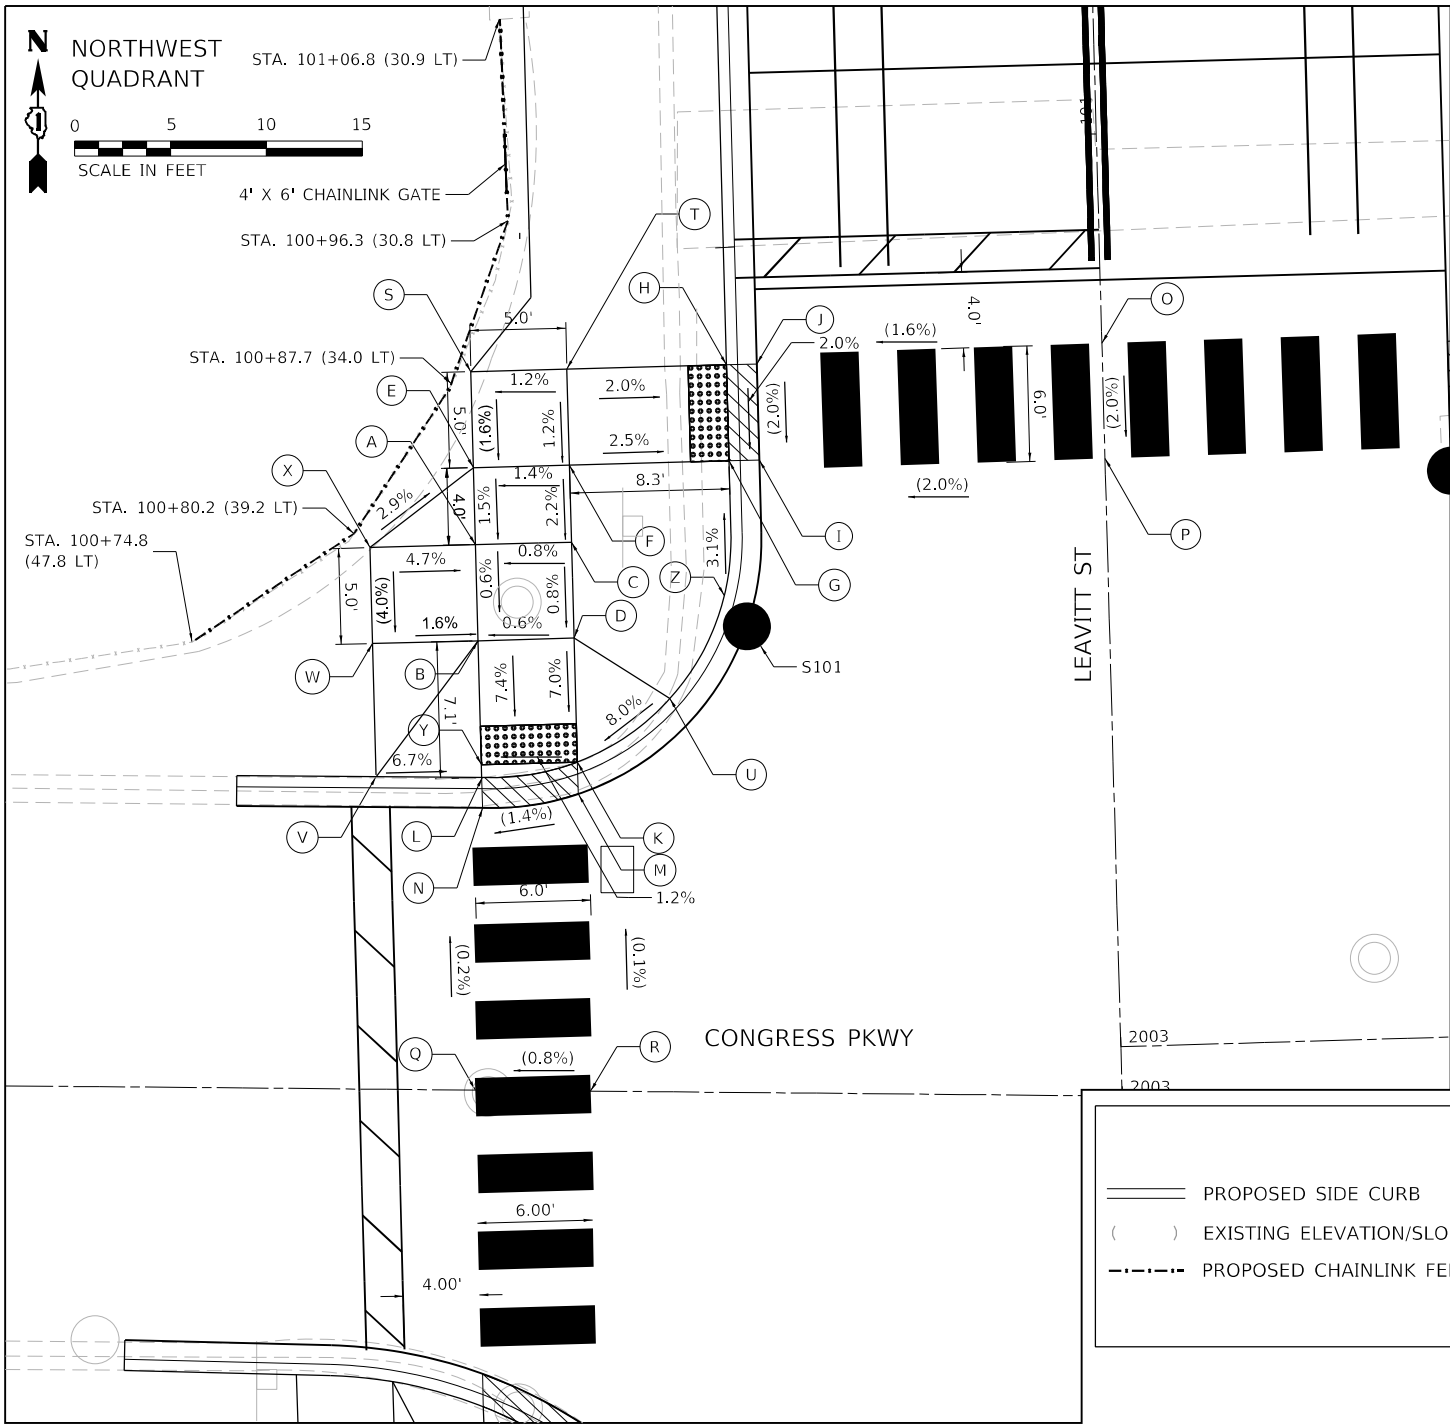 N
NORTHWEST
QUADRANT
0 5 10 15
SCALE IN FEET
STA. 101+06.8 (30.9 LT)
4' X 6' CHAINLINK GATE
STA. 100+96.3 (30.8 LT)
101
T
S
H
O
5.0'
J
4.0'
(1.6%)
STA. 100+87.7 (34.0 LT)
2.0%
E
1.2%
2.0%
5.0'
(1.6%)
1.2%
(2.0%)
6.0'
(2.0%)
A
2.5%
X
1.4%
8.3'
(2.0%)
2.9%
4.0'
1.5%
2.2%
STA. 100+80.2 (39.2 LT)
F
I
P
STA. 100+74.8
(47.8 LT)
4.7%
0.8%
3.1%
C
Z
G
5.0'
(4.0%)
0.9%
0.8%
LEAVITT ST
D
1.6%
0.6%
W
B
S101
7.4%
7.0%
7.1'
Y
8.0%
6.7%
U
V
L
(1.4%)
K
M
N
6.0'
1.2%
(0.2%)
(0.1%)
CONGRESS PKWY
2003
Q
(0.8%)
R
2003
6.00'
4.00'
PROPOSED SIDE CURB
( ) EXISTING ELEVATION/SLO
PROPOSED CHAINLINK FE